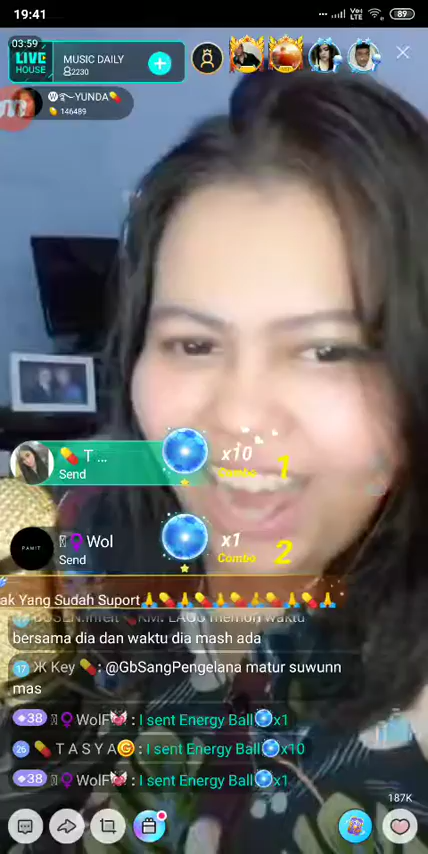 19:41
VoLTE
89
03:59
LIVE HOUSE
MUSIC DAILY
2230
YUNDA💊
146489
💊 T ...
Send
x10
Combo 1
PAWIT
Wol
Send
x1
Combo 2
ak Yang Sudah Suport🙏💊🙏💊🙏💊🙏💊🙏💊🙏
bersama dia dan waktu dia mash ada
17 Ж Key 💊: @GbSangPengelana matur suwunn
mas
38 WolF: I sent Energy Ball x1
26 💊 T A S Y A G : I sent Energy Ball x10
38 WolF: I sent Energy Ball x1
187K